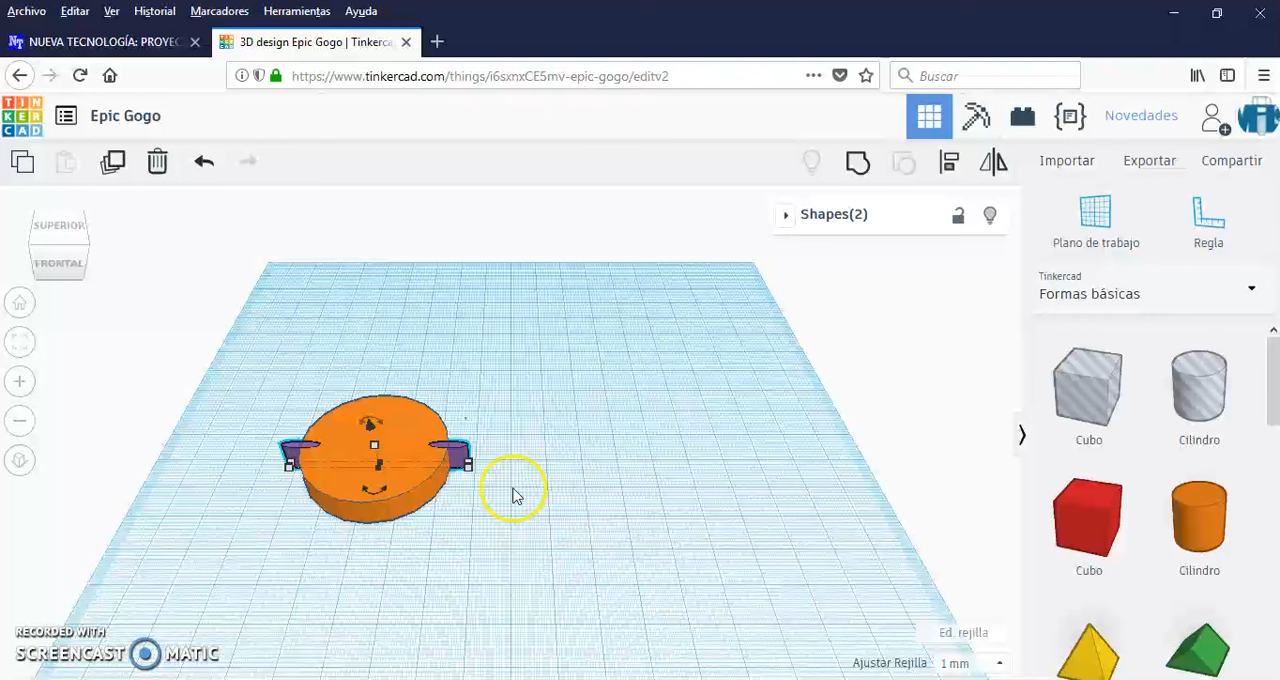 Archivo Editar Ver Historial Marcadores Herramientas Ayuda
NT NUEVA TECNOLOGÍA: PROYEC
3D design Epic Gogo | Tinkerca
https://www.tinkercad.com/things/i6sxnxCE5mv-epic-gogo/editv2
Buscar
TIN
KER
CAD
Epic Gogo
Novedades
Importar Exportar Compartir
Shapes(2)
SUPERIOR
FRONTAL
Plano de trabajo
Regla
Tinkercad
Formas básicas
Cubo
Cilindro
Cubo
Cilindro
Ed. rejilla
Ajustar Rejilla 1 mm
RECORDED WITH
SCREENCAST MATIC